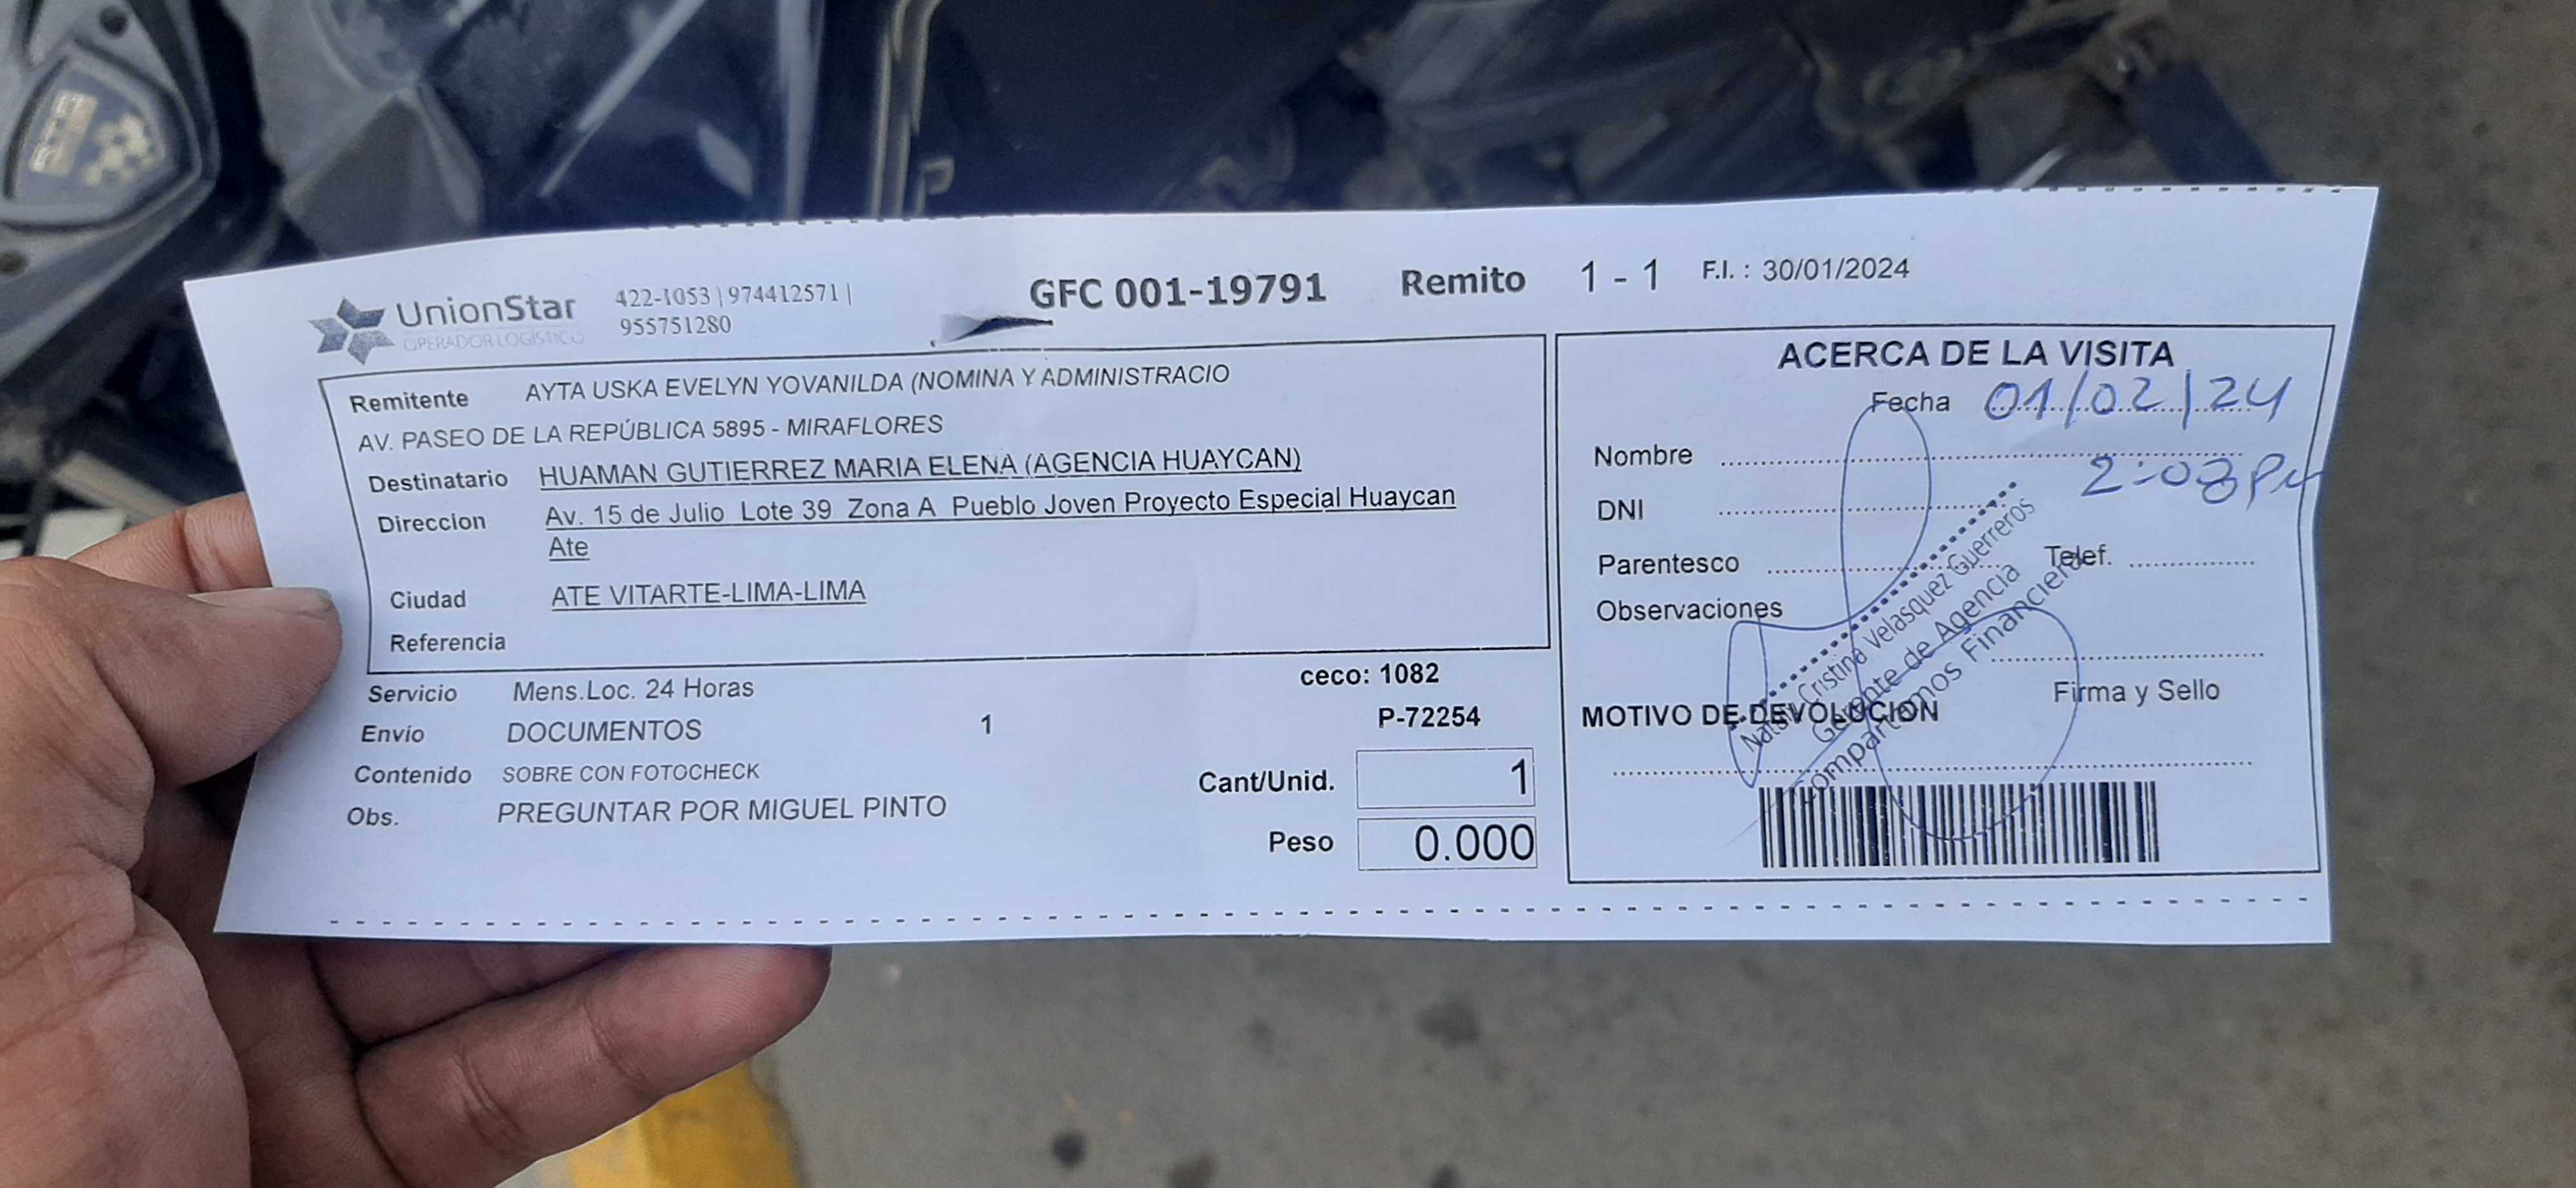 UnionStar
OPERADOR LOGÍSTICO
422-1053 | 974412571 |
955751280
GFC 001-19791 Remito 1 - 1 F.I. : 30/01/2024
Remitente AYTA USKA EVELYN YOVANILDA (NOMINA Y ADMINISTRACIO
AV. PASEO DE LA REPÚBLICA 5895 - MIRAFLORES
Destinatario HUAMAN GUTIERREZ MARIA ELENA (AGENCIA HUAYCAN)
Direccion Av. 15 de Julio Lote 39 Zona A Pueblo Joven Proyecto Especial Huaycan
Ate
Ciudad ATE VITARTE-LIMA-LIMA
Referencia
Servicio Mens.Loc. 24 Horas
Envío DOCUMENTOS 1
Contenido SOBRE CON FOTOCHECK
Obs. PREGUNTAR POR MIGUEL PINTO
ceco: 1082
P-72254
Cant/Unid. 1
Peso 0.000
ACERCA DE LA VISITA
Fecha 01/02/24
Nombre
2:08 Pm
DNI
Parentesco
Telef.
Observaciones
Firma y Sello
MOTIVO DE DEVOLUCION
Cristina Velasquez Guerreros
Gerente de Agencia
Compartamos Financiera